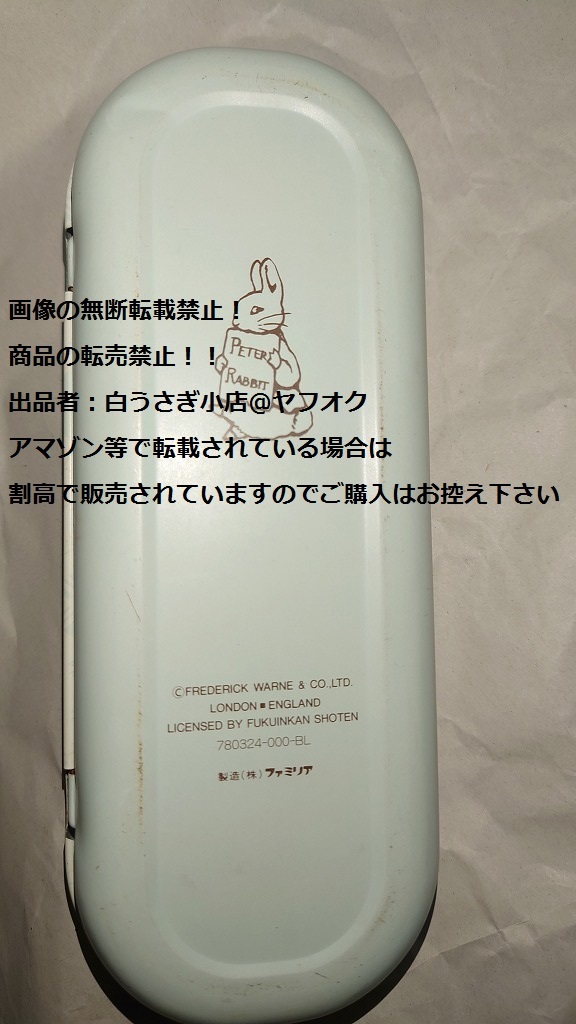 画像の無断転載禁止！
商品の転売禁止！！
出品者：白うさぎ小店@ヤフオク
アマゾン等で転載されている場合は
割高で販売されていますのでご購入はお控え下さい
PETER
RABBIT
©FREDERICK WARNE & CO.,LTD.
LONDON ■ ENGLAND
LICENSED BY FUKUINKAN SHOTEN
780324-000-BL
製造(株)ファミリア